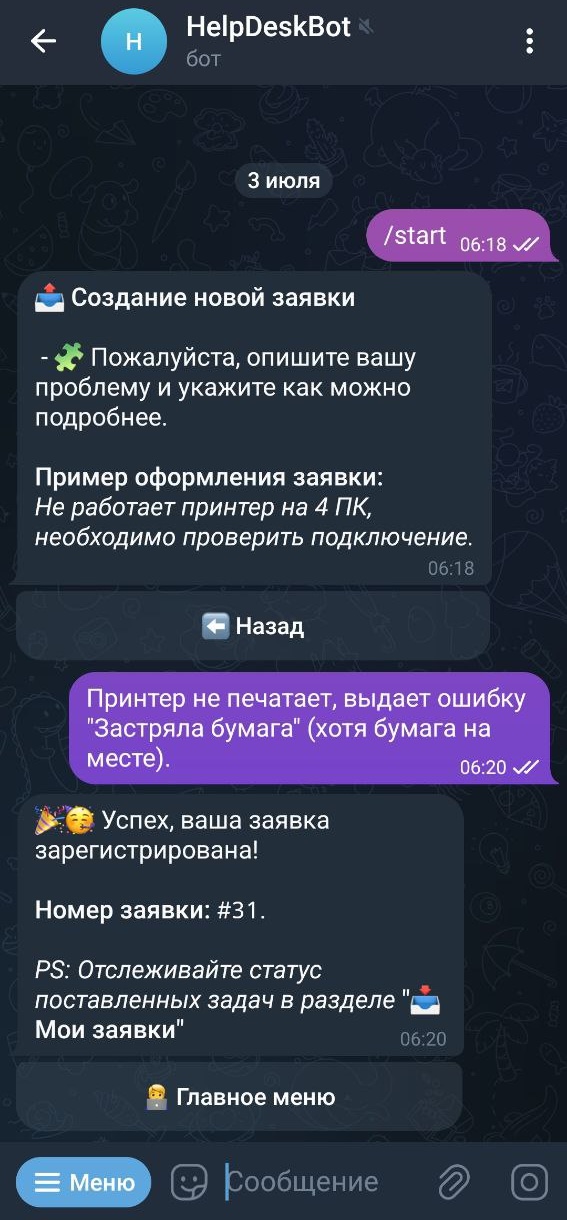 H
HelpDeskBot
бот
3 июля
/start 06:18
Создание новой заявки
- Пожалуйста, опишите вашу
проблему и укажите как можно
подробнее.
Пример оформления заявки:
Не работает принтер на 4 ПК,
необходимо проверить подключение.
06:18
Назад
Принтер не печатает, выдает ошибку
"Застряла бумага" (хотя бумага на
месте). 06:20
Успех, ваша заявка
зарегистрирована!
Номер заявки: #31.
PS: Отслеживайте статус
поставленных задач в разделе "
Мои заявки" 06:20
Главное меню
Меню Сообщение